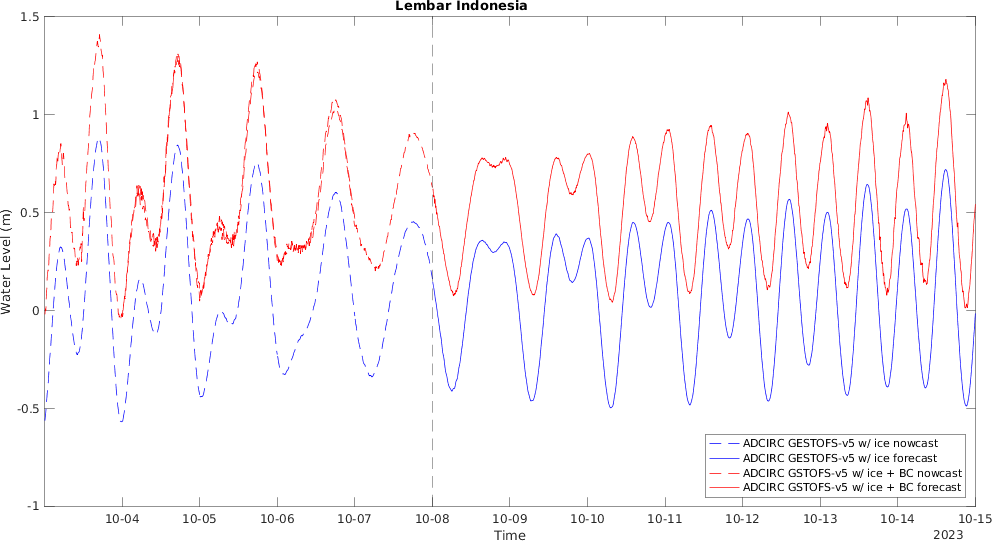 Lembar Indonesia
1.5
1
0.5
0
-0.5
-1
Water Level (m)
10-04
10-05
10-06
10-07
10-08
10-09
10-10
10-11
10-12
10-13
10-14
10-15
Time
2023
ADCIRC GESTOFS-v5 w/ ice nowcast
ADCIRC GESTOFS-v5 w/ ice forecast
ADCIRC GSTOFS-v5 w/ ice + BC nowcast
ADCIRC GSTOFS-v5 w/ ice + BC forecast